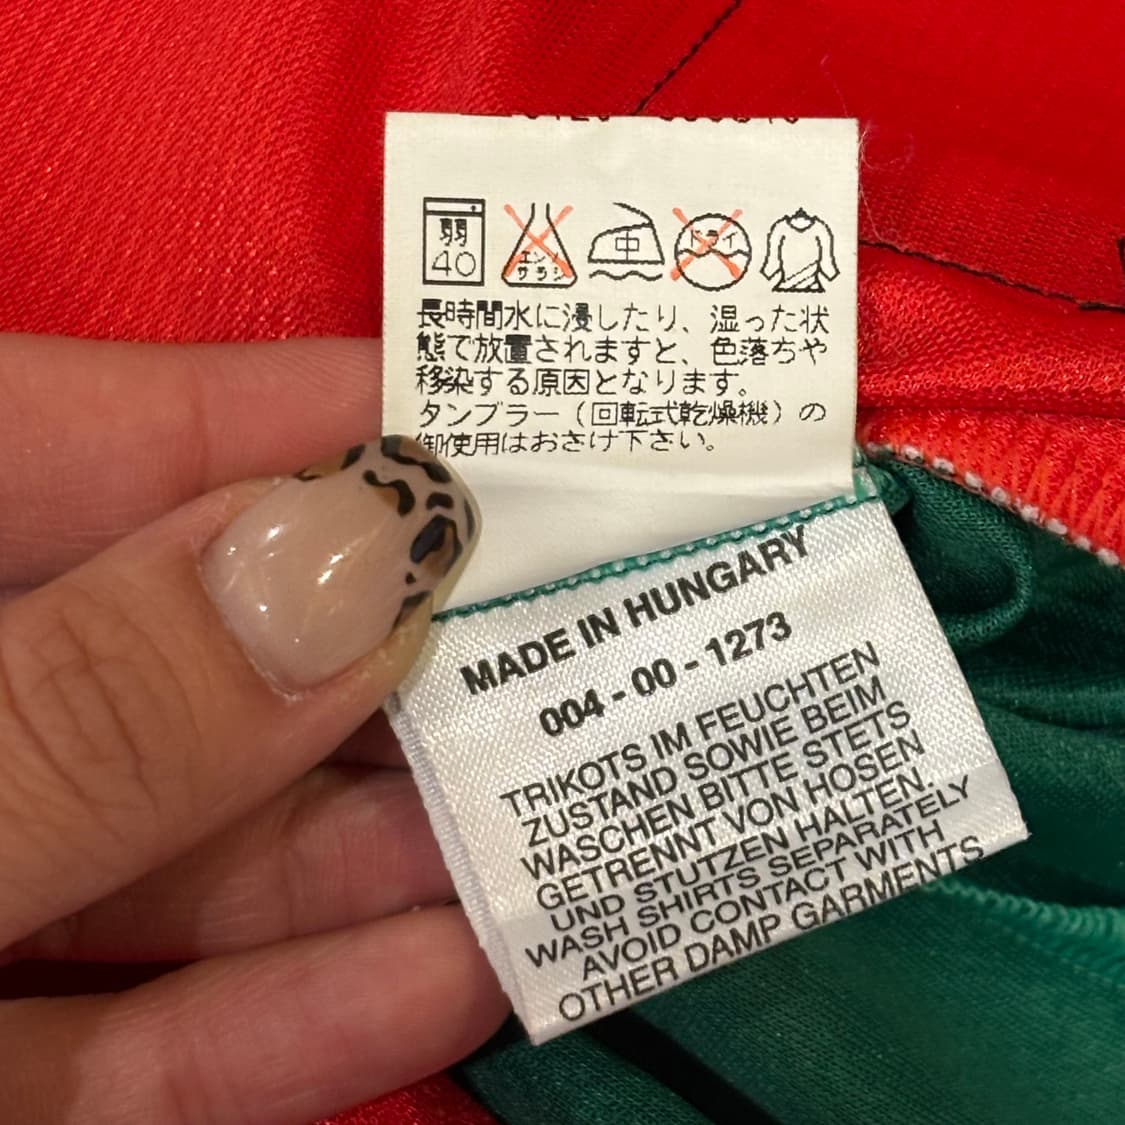 弱
40
エンソ
サラシ
中
ドライ
長時間水に浸したり、湿った状
態で放置されますと、色落ちや
移染する原因となります。
タンブラー（回転式乾燥機）の
御使用はおさけ下さい。
MADE IN HUNGARY
004 - 00 - 1273
TRIKOTS IM FEUCHTEN
ZUSTAND SOWIE BEIM
WASCHEN BITTE STETS
GETRENNT VON HOSEN
UND STUTZEN HALTEN.
WASH SHIRTS SEPARATELY
AVOID CONTACT WITH
OTHER DAMP GARMENTS